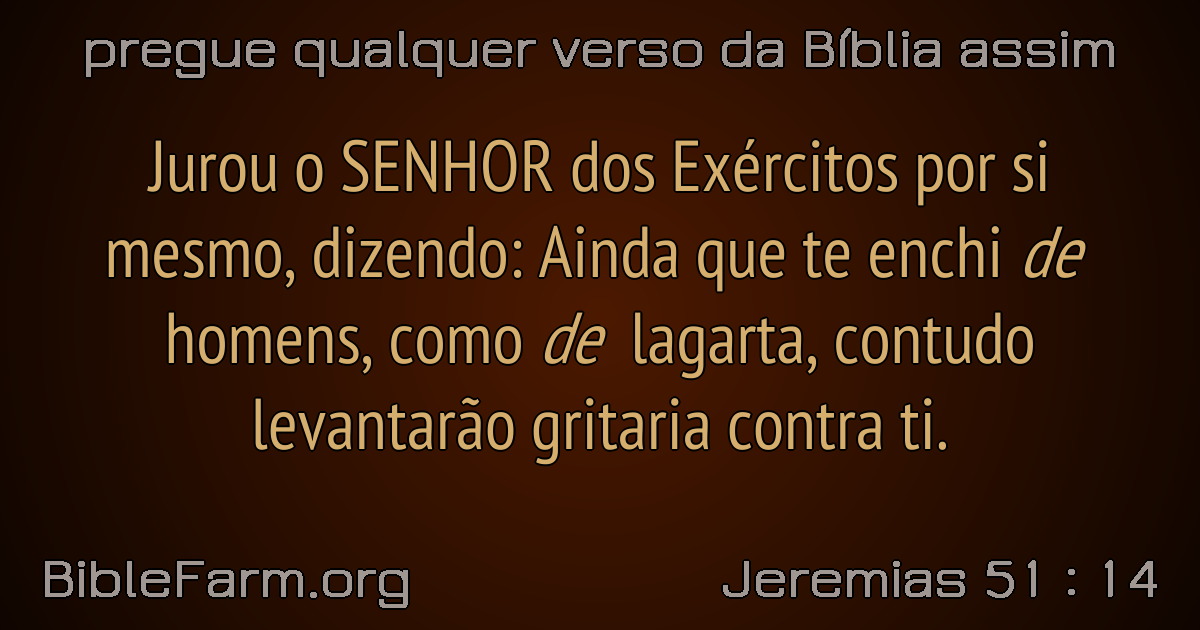 pregue qualquer verso da Bíblia assim
Jurou o SENHOR dos Exércitos por si
mesmo, dizendo: Ainda que te enchi de
homens, como de lagarta, contudo
levantarão gritaria contra ti.
BibleFarm.org
Jeremias 51 : 14